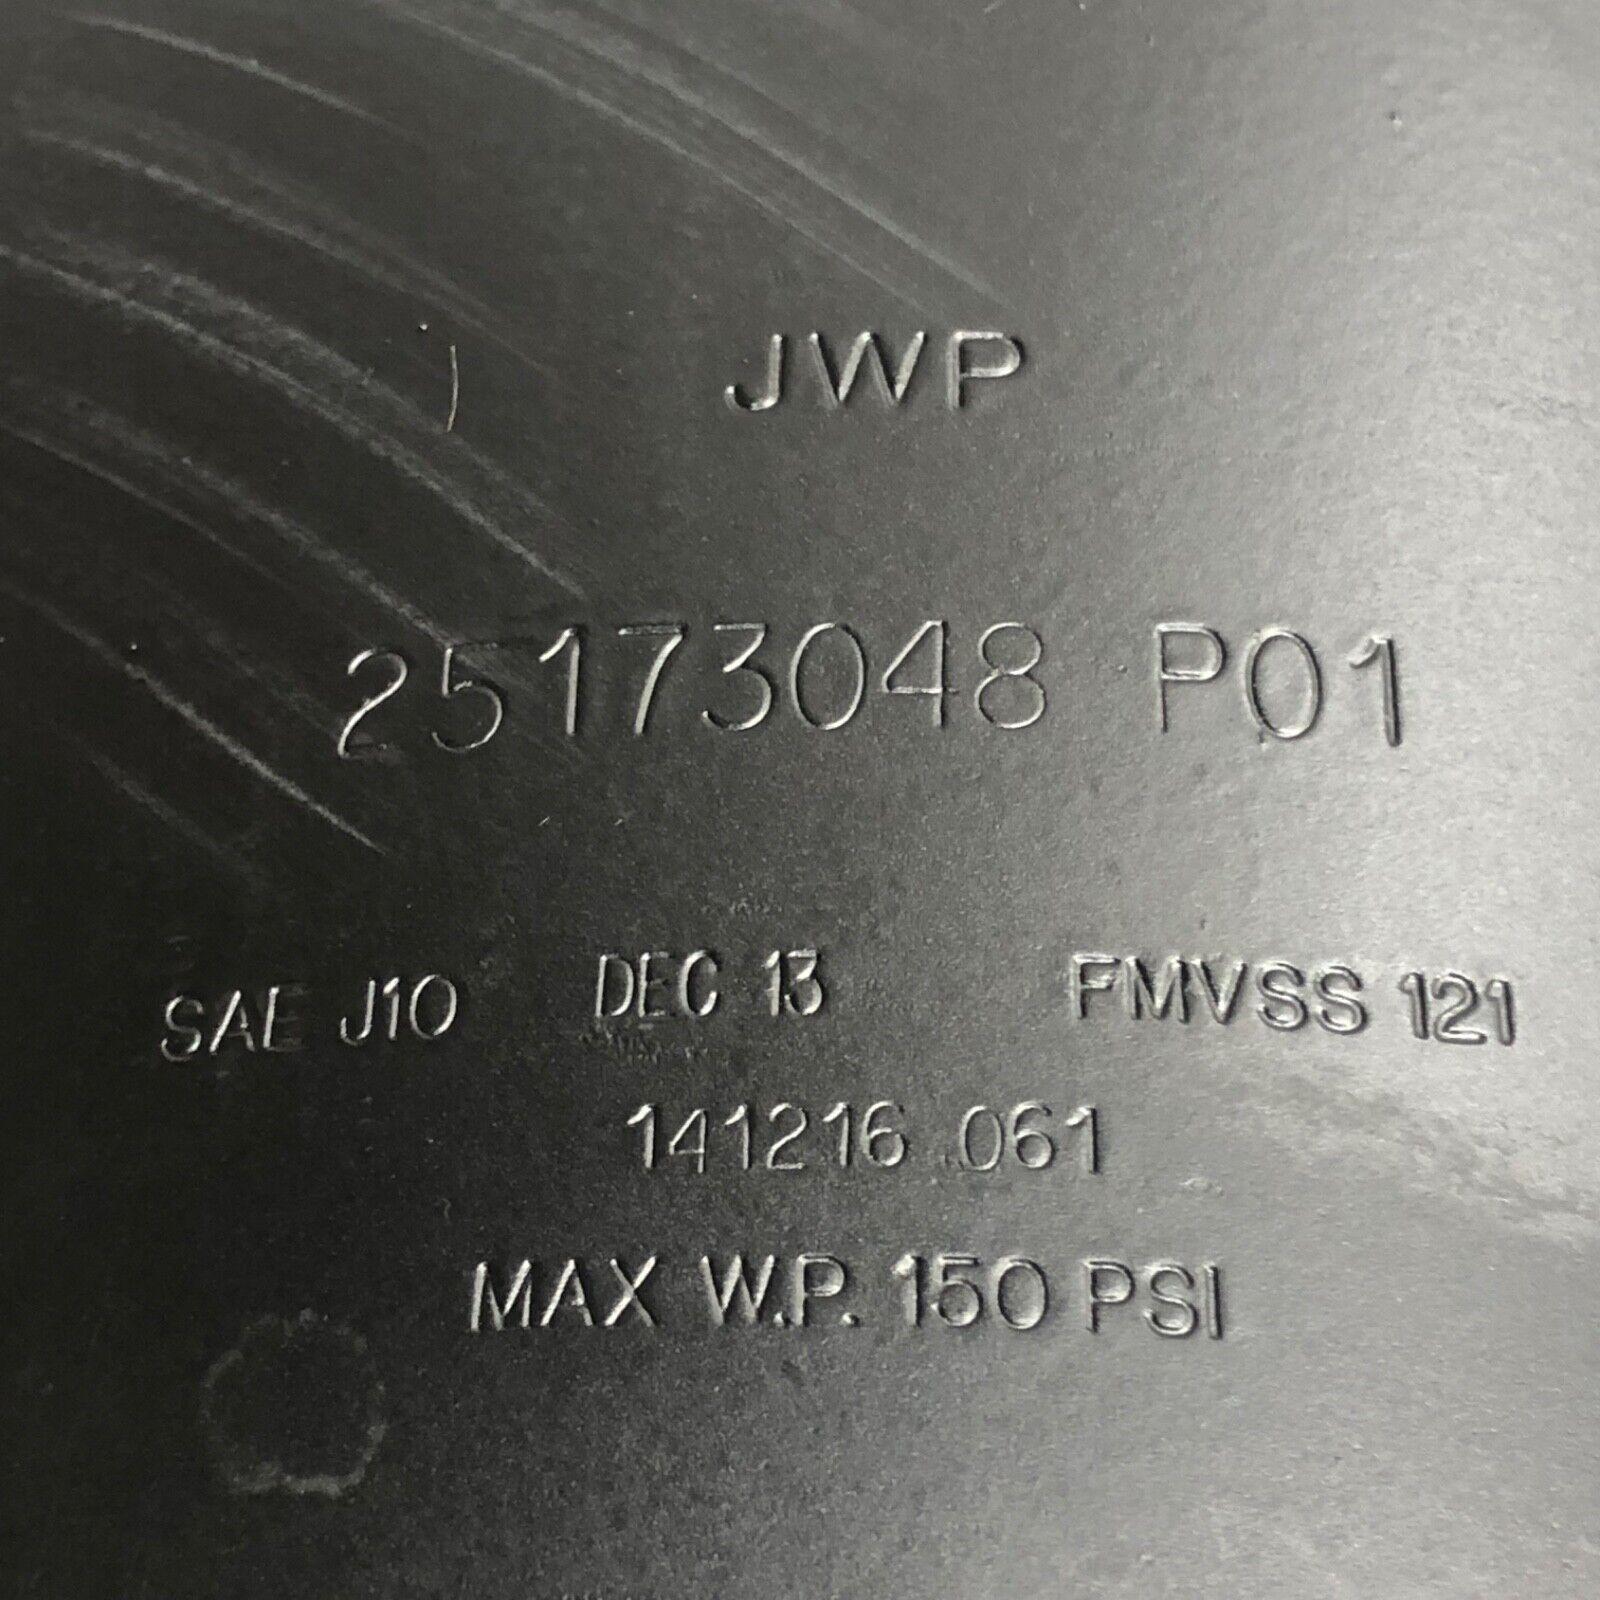 JWP
25173048 P01
SAE J10 DEC 13 FMVSS 121
141216 061
MAX W.P. 150 PSI